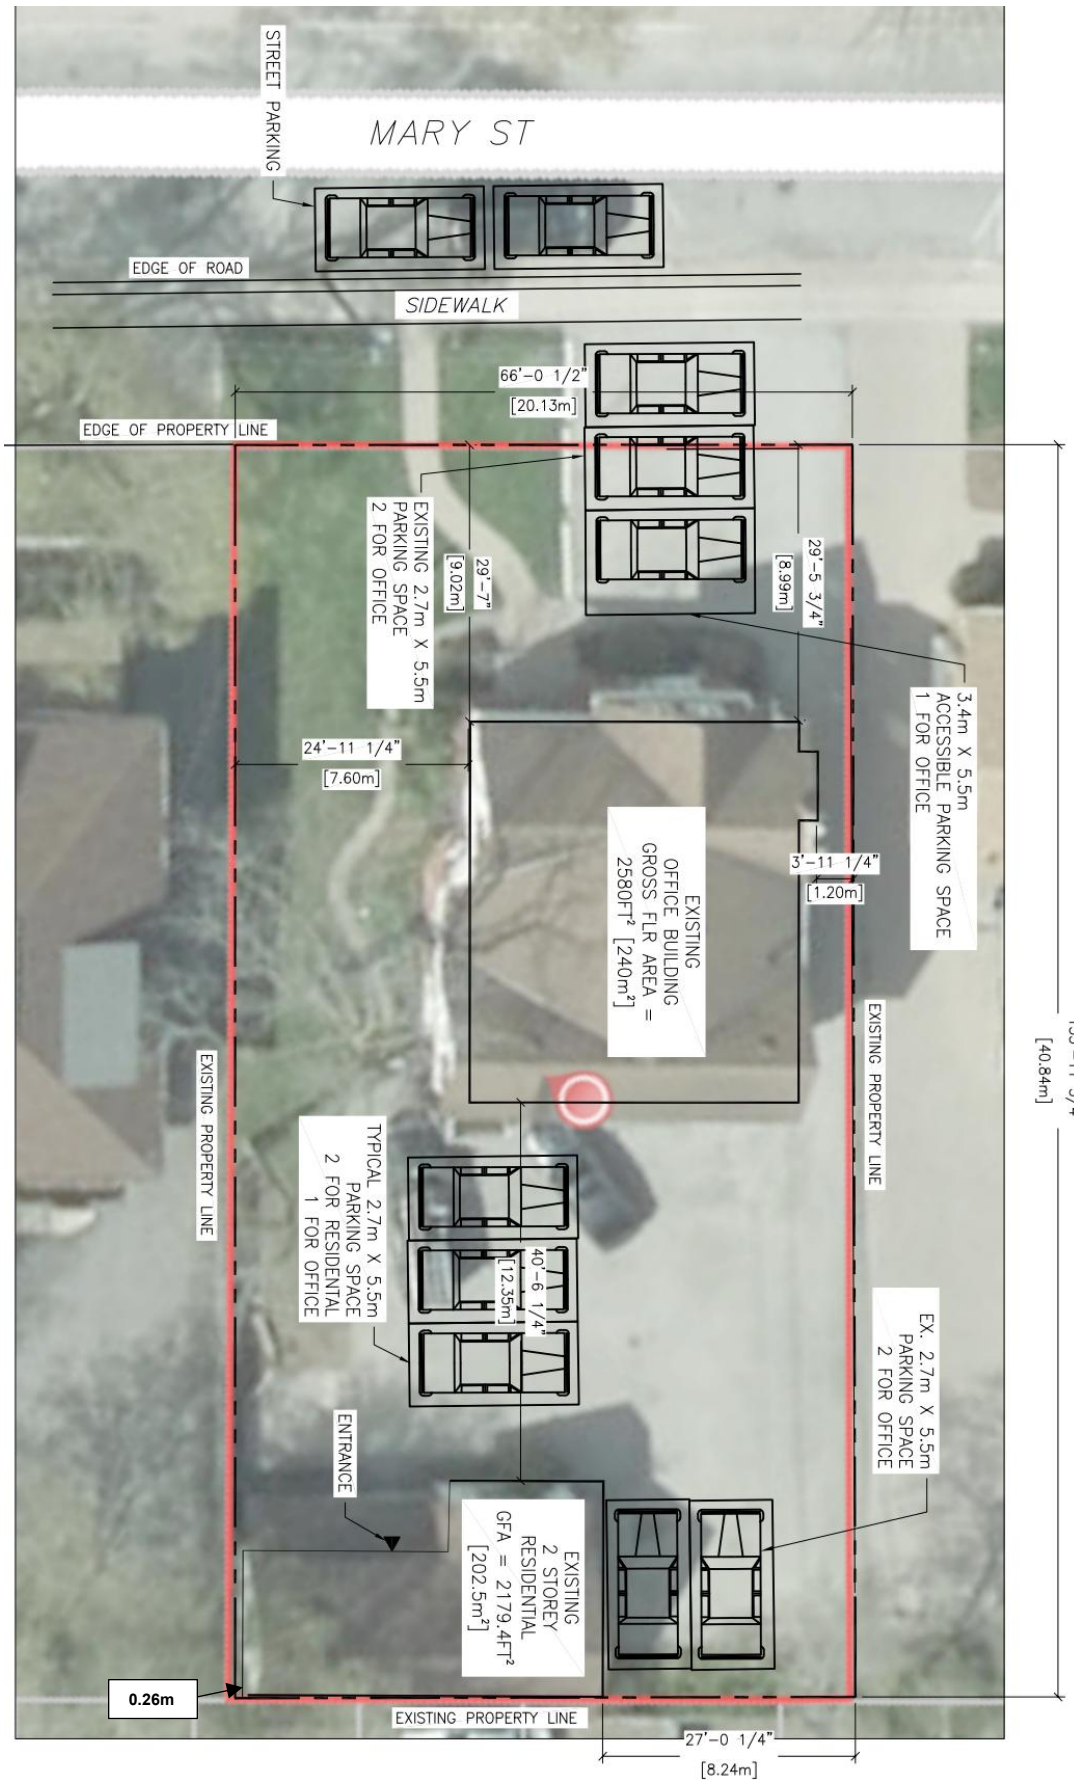 STREET PARKING
MARY ST
EDGE OF ROAD
SIDEWALK
66'-0 1/2"
[20.13m]
EDGE OF PROPERTY LINE
EXISTING 2.7m X 5.5m
PARKING SPACE
2 FOR OFFICE
29'-7"
[9.02m]
29'-5 3/4"
[8.99m]
3.4m X 5.5m
ACCESSIBLE PARKING SPACE
1 FOR OFFICE
24'-11 1/4"
[7.60m]
EXISTING
OFFICE BUILDING
GROSS FLR AREA =
2580FT² [240m²]
3'-11 1/4"
[1.20m]
[40.84m]
EXISTING PROPERTY LINE
EXISTING PROPERTY LINE
TYPICAL 2.7m X 5.5m
PARKING SPACE
2 FOR RESIDENTAL
1 FOR OFFICE
40'-6 1/4"
[12.35m]
EX. 2.7m X 5.5m
PARKING SPACE
2 FOR OFFICE
ENTRANCE
EXISTING
2 STOREY
RESIDENTIAL
GFA = 2179.4FT²
[202.5m²]
0.26m
EXISTING PROPERTY LINE
27'-0 1/4"
[8.24m]